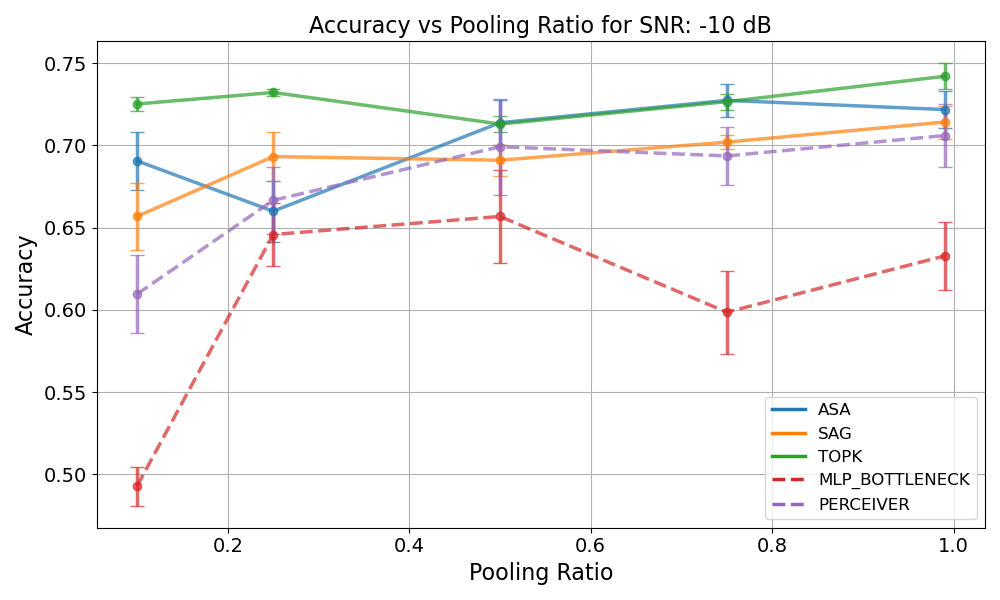 Accuracy vs Pooling Ratio for SNR: -10 dB
0.75
0.70
0.65
0.60
0.55
0.50
Accuracy
0.2
0.4
0.6
0.8
1.0
Pooling Ratio
ASA
SAG
TOPK
MLP_BOTTLENECK
PERCEIVER